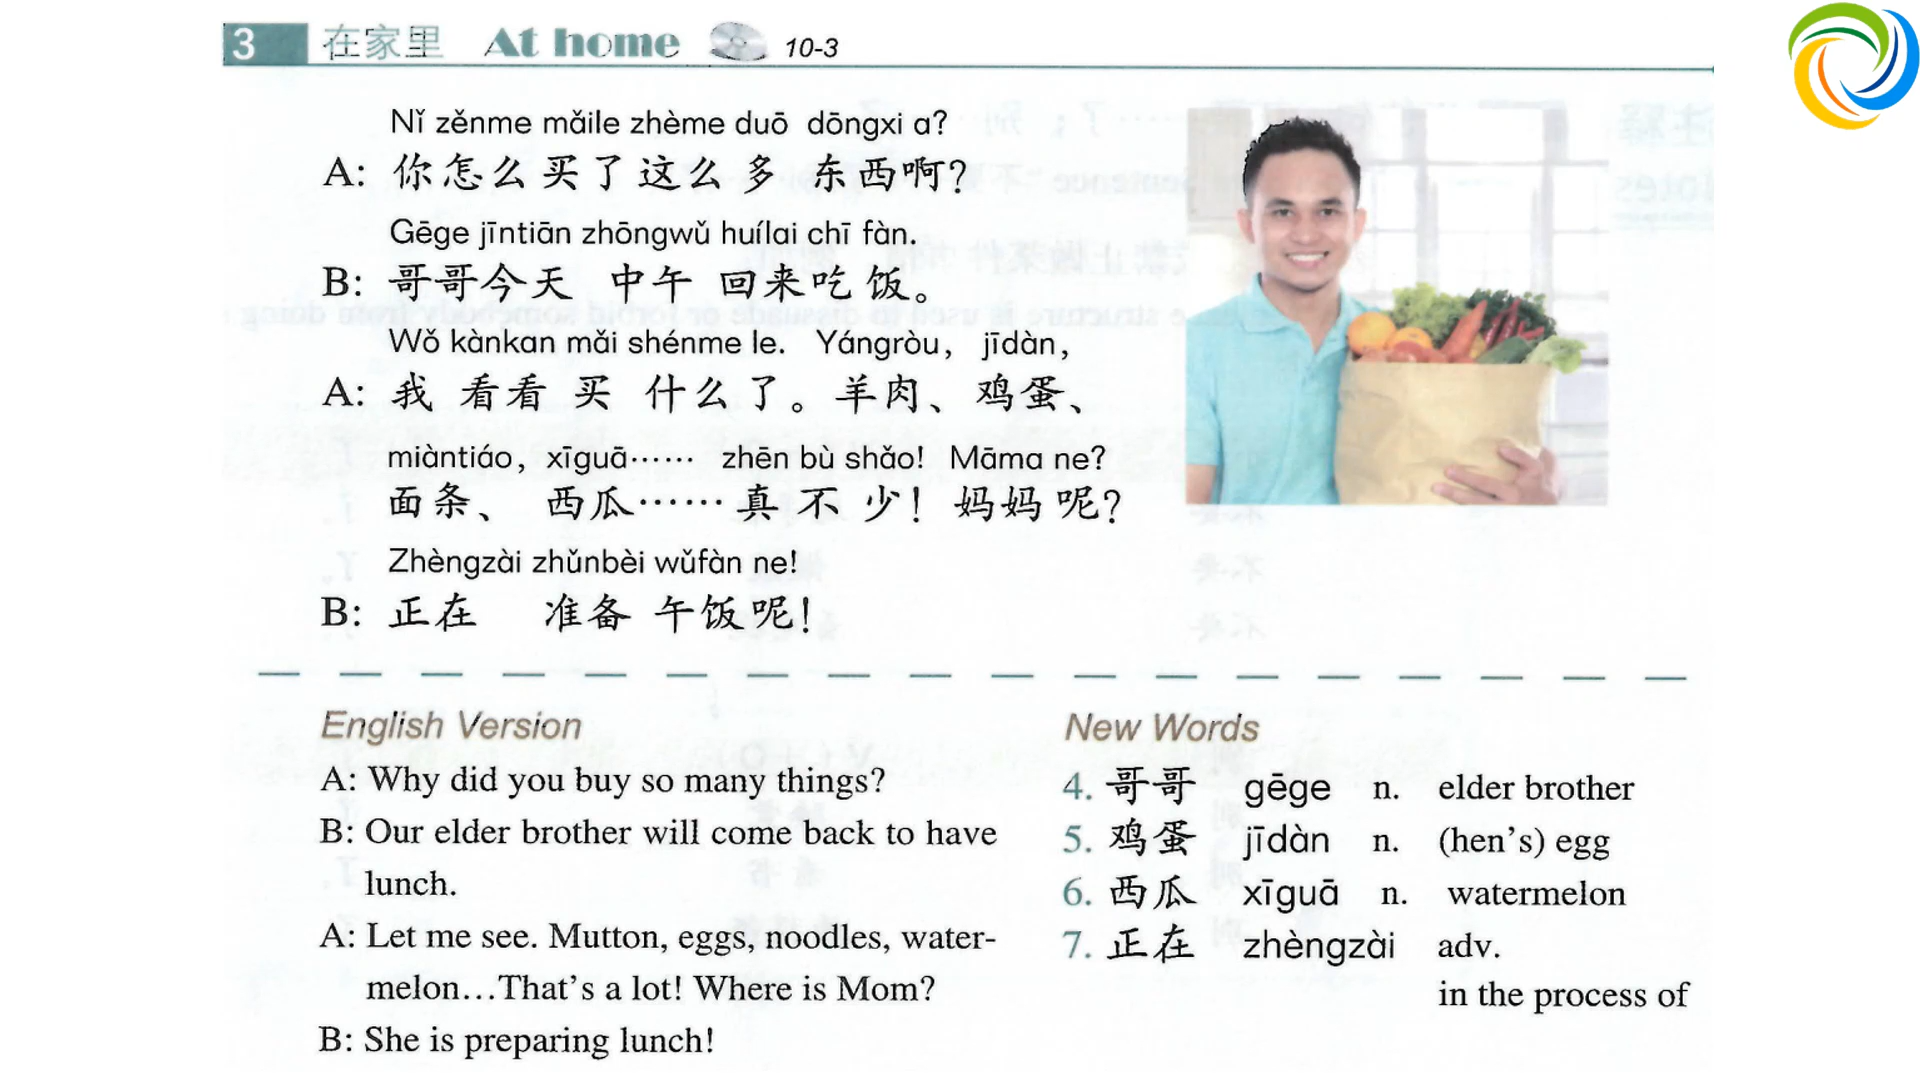 3 在家里 At home 10-3
Nǐ zěnme mǎile zhème duō dōngxi a?
A: 你怎么买了这么多东西啊?
Gēge jīntiān zhōngwǔ huílai chī fàn.
B: 哥哥今天中午回来吃饭。
Wǒ kànkan mǎi shénme le. Yángròu, jīdàn,
A: 我看看买什么了。羊肉、鸡蛋、
miàntiáo, xīguā…… zhēn bù shǎo! Māma ne?
面条、西瓜……真不少! 妈妈呢?
Zhèngzài zhǔnbèi wǔfàn ne!
B: 正在准备午饭呢!
English Version
A: Why did you buy so many things?
B: Our elder brother will come back to have
lunch.
A: Let me see. Mutton, eggs, noodles, water-
melon…That's a lot! Where is Mom?
B: She is preparing lunch!
New Words
4. 哥哥 gēge n. elder brother
5. 鸡蛋 jīdàn n. (hen's) egg
6. 西瓜 xīguā n. watermelon
7. 正在 zhèngzài adv.
in the process of